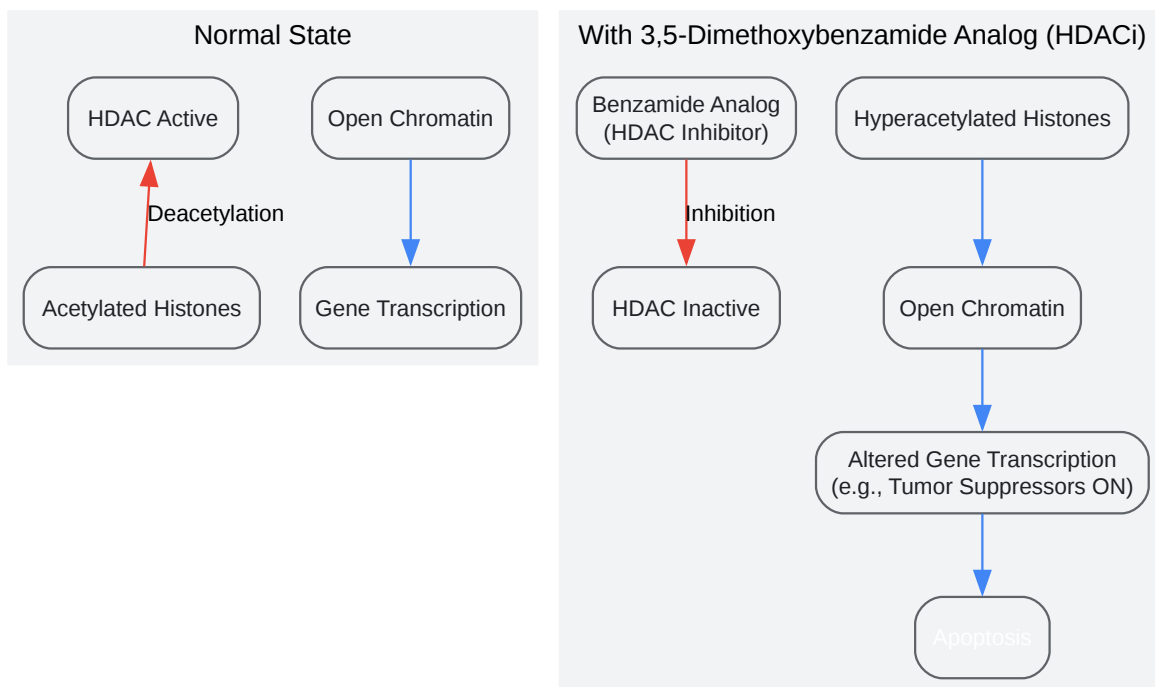 Normal State
HDAC Active
Open Chromatin
Deacetylation
Acetylated Histones
Gene Transcription
With 3,5-Dimethoxybenzamide Analog (HDACi)
Benzamide Analog
(HDAC Inhibitor)
Hyperacetylated Histones
Inhibition
HDAC Inactive
Open Chromatin
Altered Gene Transcription
(e.g., Tumor Suppressors ON)
Apoptosis